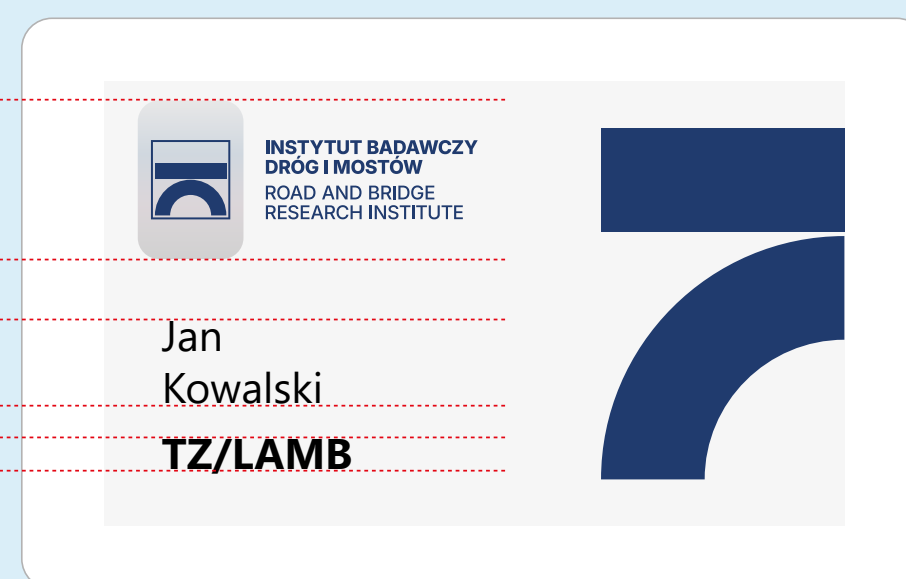 INSTYTUT BADAWCZY
DRÓG I MOSTÓW
ROAD AND BRIDGE
RESEARCH INSTITUTE
Jan
Kowalski
TZ/LAMB